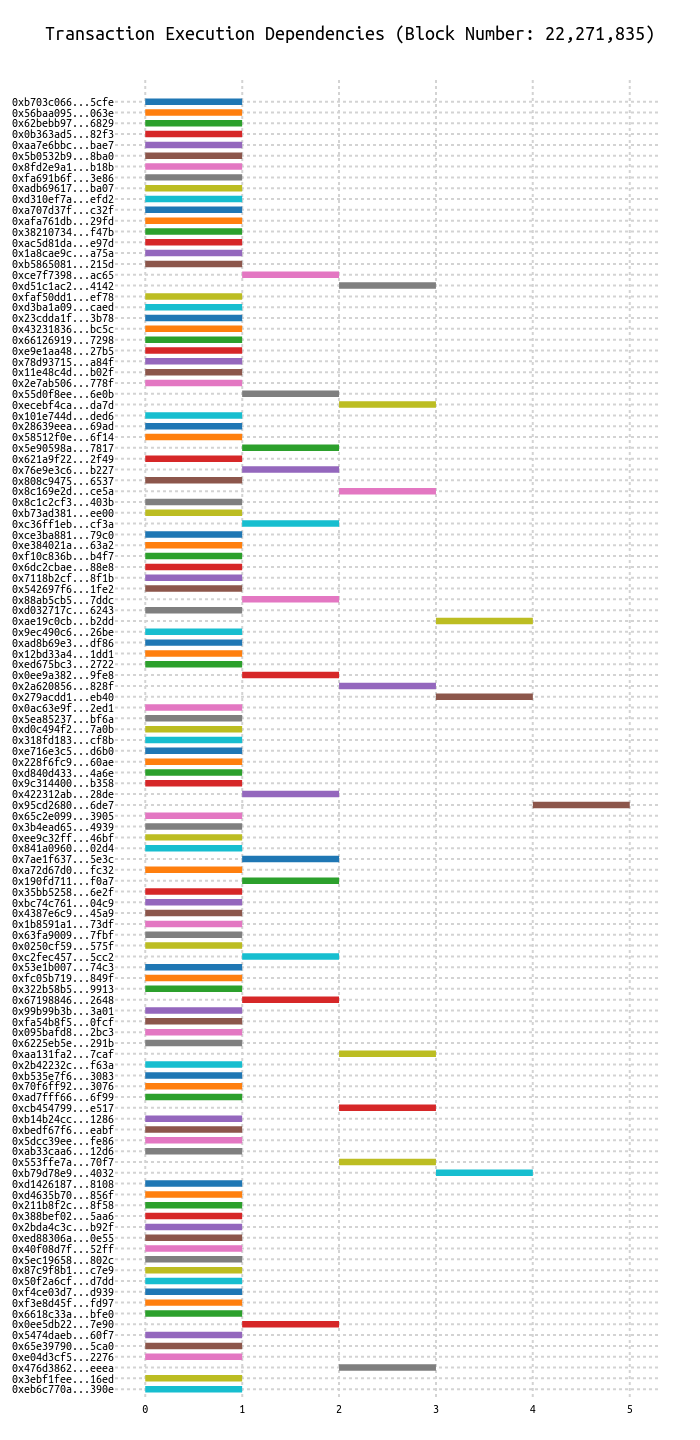 Transaction Execution Dependencies (Block Number: 22,271,835)
0xb703c066...5cfe
0x56baa095...063e
0x62bebb97...6829
0x0b363ad5...82f3
0xaa7e6bbc...bae7
0x5b0532b9...8ba0
0x8fd2e9a1...b18b
0xfa691b6f...3e86
0xadb69617...ba07
0xd310ef7a...efd2
0xa707d37f...c32f
0xafa761db...29fd
0x38210734...f47b
0xac5d81da...e97d
0x1a8cae9c...a75a
0xb5865081...215d
0xce7f7398...ac65
0xd51c1ac2...4142
0xfaf50dd1...ef78
0xd3ba1a09...caed
0x23cdda1f...3b78
0x43231836...bc5c
0x66126919...7298
0xe9e1aa48...27b5
0x78d93715...a84f
0x11e48c4d...b02f
0x2e7ab506...778f
0x55d0f8ee...6e0b
0xecebf4ca...da7d
0x101e744d...ded6
0x28639eea...69ad
0x58512f0e...6f14
0x5e90598a...7817
0x621a9f22...2f49
0x76e9e3c6...b227
0x808c9475...6537
0x8c169e2d...ce5a
0x8c1c2cf3...403b
0xb73ad381...ee00
0xc36ff1eb...cf3a
0xce3ba881...79c0
0xe384021a...63a2
0xf10c836b...b4f7
0x6dc2cbae...88e8
0x7118b2cf...8f1b
0x542697f6...1fe2
0x88ab5cb5...7ddc
0xd032717c...6243
0xae19c0cb...b2dd
0x9ec490c6...26be
0xad8b69e3...df86
0x12bd33a4...1dd1
0xed675bc3...2722
0x0ee9a382...9fe8
0x2a620856...828f
0x279acdd1...eb40
0x0ac63e9f...2ed1
0x5ea85237...bf6a
0xd0c494f2...7a0b
0x318fd183...cf8b
0xe716e3c5...d6b0
0x228f6fc9...60ae
0xd840d433...4a6e
0x9c314400...b358
0x422312ab...28de
0x95cd2680...6de7
0x65c2e099...3905
0x3b4ead65...4939
0xee9c32ff...46bf
0x841a0960...02d4
0x7ae1f637...5e3c
0xa72d67d0...fc32
0x190fd711...f0a7
0x35bb5258...6e2f
0xbc74c761...04c9
0x4387e6c9...45a9
0x1b8591a1...73df
0x63fa9009...7fbf
0x0250cf59...575f
0xc2fec457...5cc2
0x53e1b007...74c3
0xfc05b719...849f
0x322b58b5...9913
0x67198846...2648
0x99b99b3b...3a01
0xfa54b8f5...0fcf
0x095bafd8...2bc3
0x6225eb5e...291b
0xaa131fa2...7caf
0x2b42232c...f63a
0xb535e7f6...3083
0x70f6ff92...3076
0xad7fff66...6f99
0xcb454799...e517
0xb14b24cc...1286
0xbedf67f6...eabf
0x5dcc39ee...fe86
0xab33caa6...12d6
0x553ffe7a...70f7
0xb79d78e9...4032
0xd1426187...8108
0xd4635b70...856f
0x211b8f2c...8f58
0x388bef02...5aa6
0x2bda4c3c...b92f
0xed88306a...0e55
0x40f08d7f...52ff
0x5ec19658...802c
0x87c9f8b1...c7e9
0x50f2a6cf...d7dd
0xf4ce03d7...d939
0xf3e8d45f...fd97
0x6618c33a...bfe0
0x0ee5db22...7e90
0x5474daeb...60f7
0x65e39790...5ca0
0xe04d3cf5...2276
0x476d3862...eeea
0x3ebf1fee...16ed
0xeb6c770a...390e
0 1 2 3 4 5